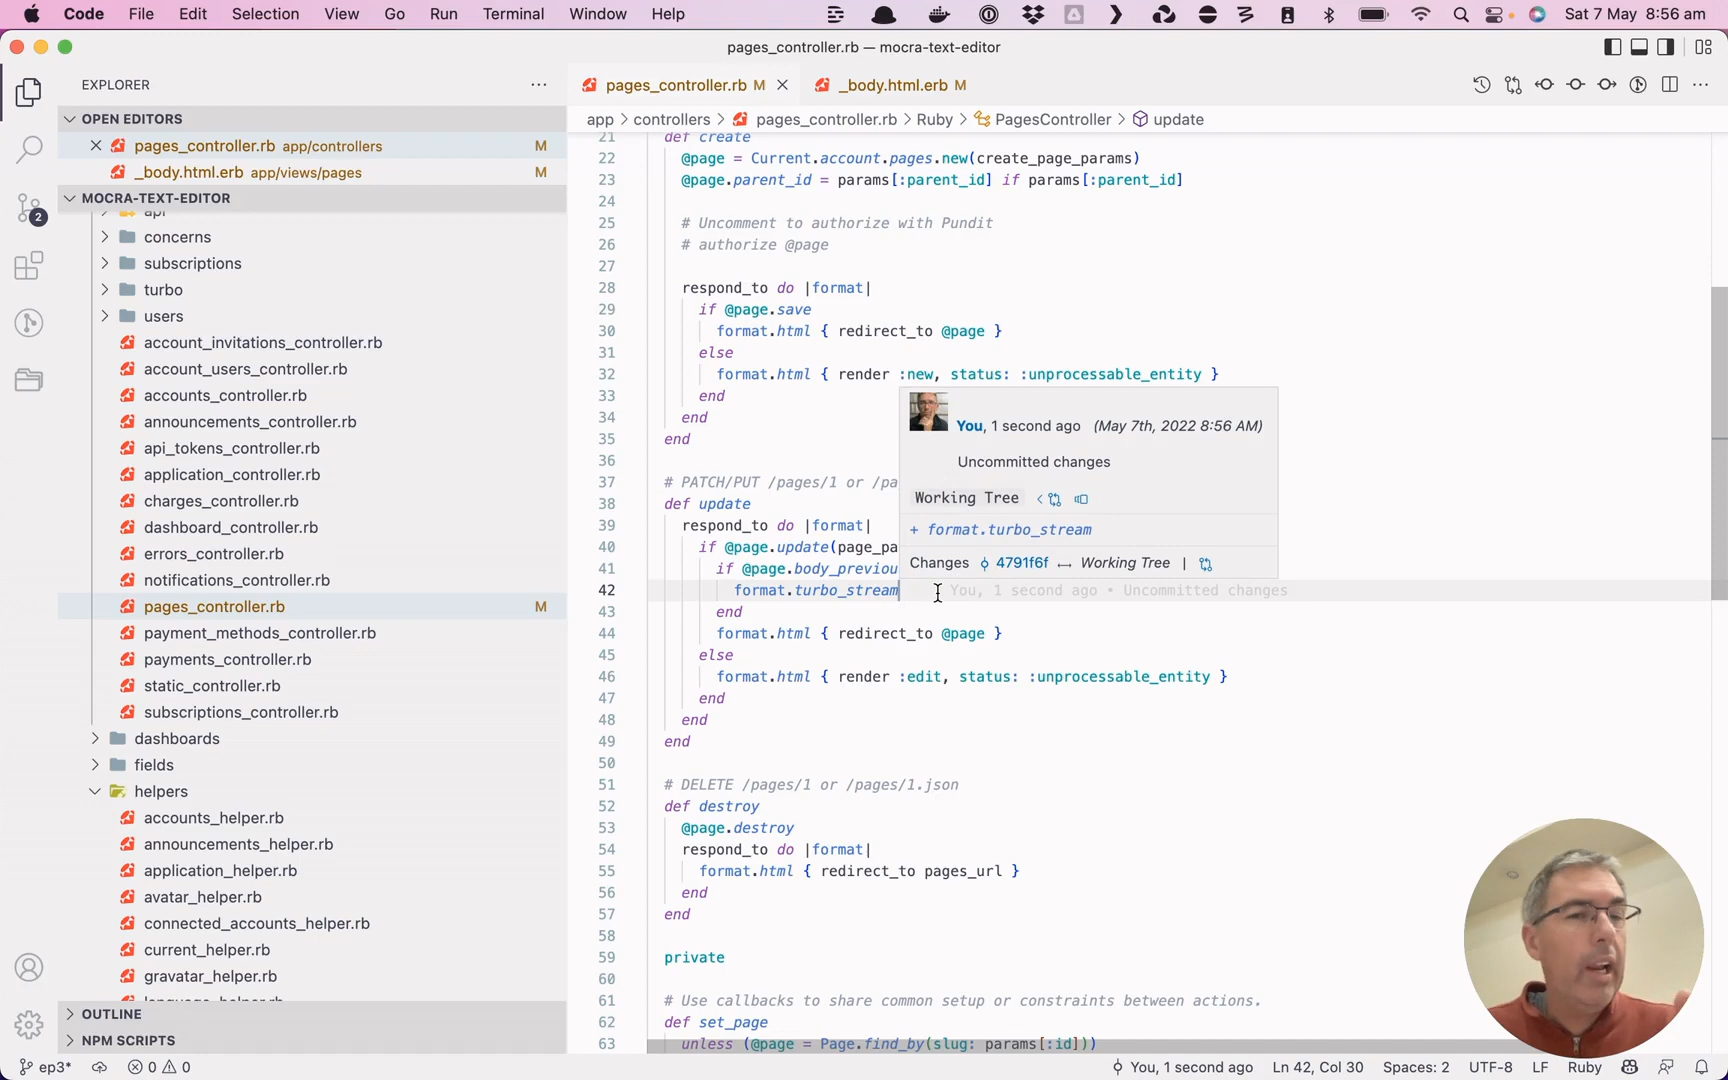 Code File Edit Selection View Go Run Terminal Window Help Sat 7 May 8:56 am
pages_controller.rb — mocra-text-editor
EXPLORER
pages_controller.rb M
_body.html.erb M
OPEN EDITORS
app > controllers > pages_controller.rb > Ruby > PagesController > update
pages_controller.rb app/controllers M
_body.html.erb app/views/pages M
MOCRA-TEXT-EDITOR
2
api
concerns
subscriptions
turbo
users
account_invitations_controller.rb
account_users_controller.rb
accounts_controller.rb
announcements_controller.rb
api_tokens_controller.rb
application_controller.rb
charges_controller.rb
dashboard_controller.rb
errors_controller.rb
notifications_controller.rb
pages_controller.rb M
payment_methods_controller.rb
payments_controller.rb
static_controller.rb
subscriptions_controller.rb
dashboards
fields
helpers
accounts_helper.rb
announcements_helper.rb
application_helper.rb
avatar_helper.rb
connected_accounts_helper.rb
current_helper.rb
gravatar_helper.rb
OUTLINE
NPM SCRIPTS
21 def create
22 @page = Current.account.pages.new(create_page_params)
23 @page.parent_id = params[:parent_id] if params[:parent_id]
24
25 # Uncomment to authorize with Pundit
26 # authorize @page
27
28 respond_to do |format|
29 if @page.save
30 format.html { redirect_to @page }
31 else
32 format.html { render :new, status: :unprocessable_entity }
33 end
34 end
35 end
36
37 # PATCH/PUT /pages/1 or /pa
38 def update
39 respond_to do |format|
40 if @page.update(page_pa
41 if @page.body_previou
42 format.turbo_stream You, 1 second ago • Uncommitted changes
43 end
44 format.html { redirect_to @page }
45 else
46 format.html { render :edit, status: :unprocessable_entity }
47 end
48 end
49 end
50
51 # DELETE /pages/1 or /pages/1.json
52 def destroy
53 @page.destroy
54 respond_to do |format|
55 format.html { redirect_to pages_url }
56 end
57 end
58
59 private
60
61 # Use callbacks to share common setup or constraints between actions.
62 def set_page
63 unless (@page = Page.find_by(slug: params[:id]))
You, 1 second ago (May 7th, 2022 8:56 AM)
Uncommitted changes
Working Tree
+ format.turbo_stream
Changes 4791f6f ↔ Working Tree |
ep3* 0 0 You, 1 second ago Ln 42, Col 30 Spaces: 2 UTF-8 LF Ruby